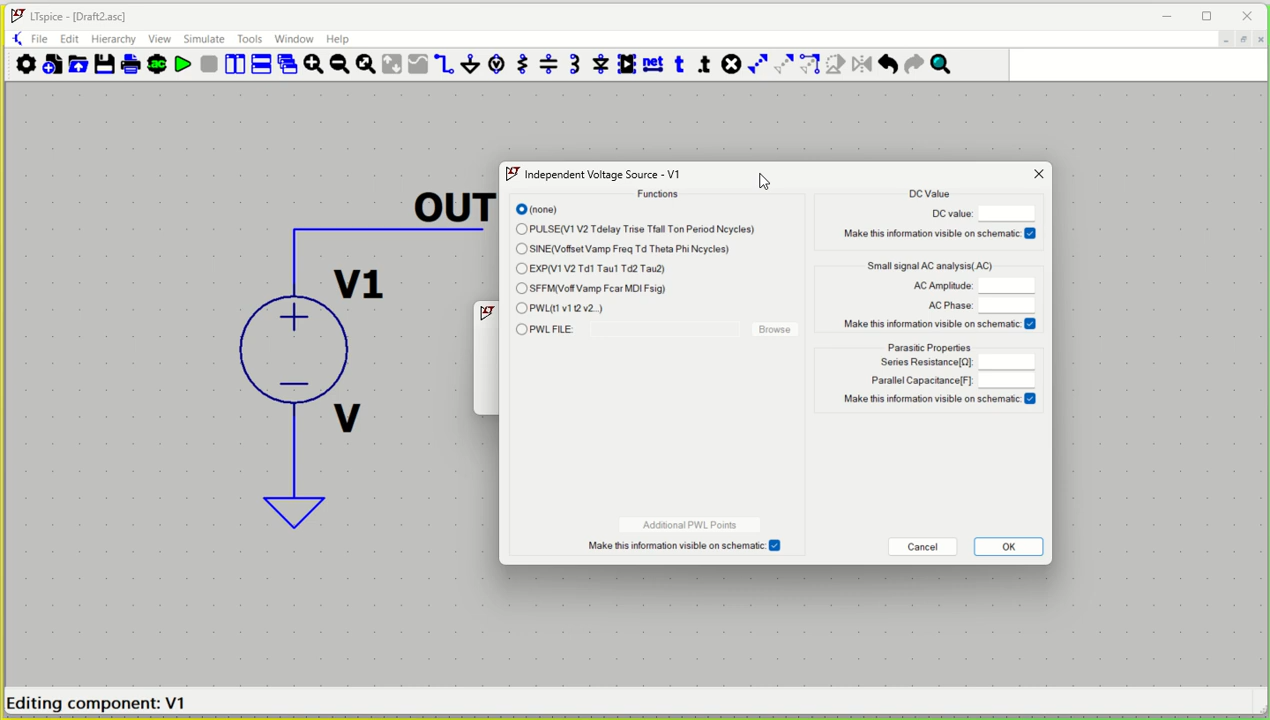 LTspice - [Draft2.asc]
File Edit Hierarchy View Simulate Tools Window Help
.ac
net t .t
OUT
V1
V
Independent Voltage Source - V1
Functions
(none)
PULSE(V1 V2 Tdelay Trise Tfall Ton Period Ncycles)
SINE(Voffset Vamp Freq Td Theta Phi Ncycles)
EXP(V1 V2 Td1 Tau1 Td2 Tau2)
SFFM(Voff Vamp Fcar MDI Fsig)
PWL(t1 v1 t2 v2...)
PWL FILE:
Browse
Additional PWL Points
Make this information visible on schematic:
DC Value
DC value:
Make this information visible on schematic:
Small signal AC analysis(.AC)
AC Amplitude:
AC Phase:
Make this information visible on schematic:
Parasitic Properties
Series Resistance[Ω]:
Parallel Capacitance[F]:
Make this information visible on schematic:
Cancel
OK
Editing component: V1